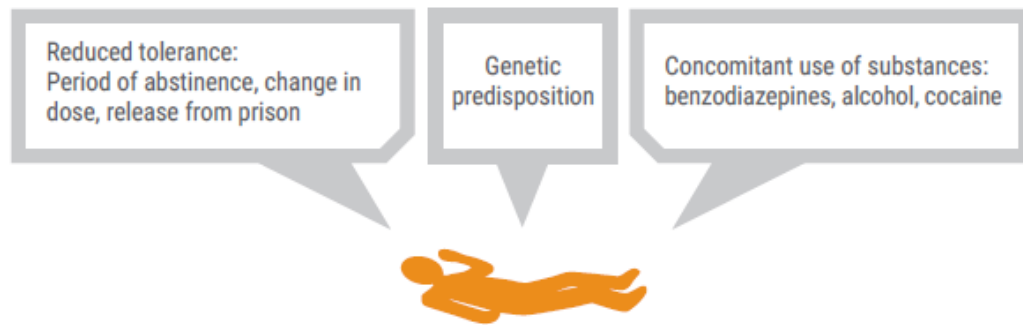 Reduced tolerance:
Period of abstinence, change in
dose, release from prison
Genetic
predisposition
Concomitant use of substances:
benzodiazepines, alcohol, cocaine